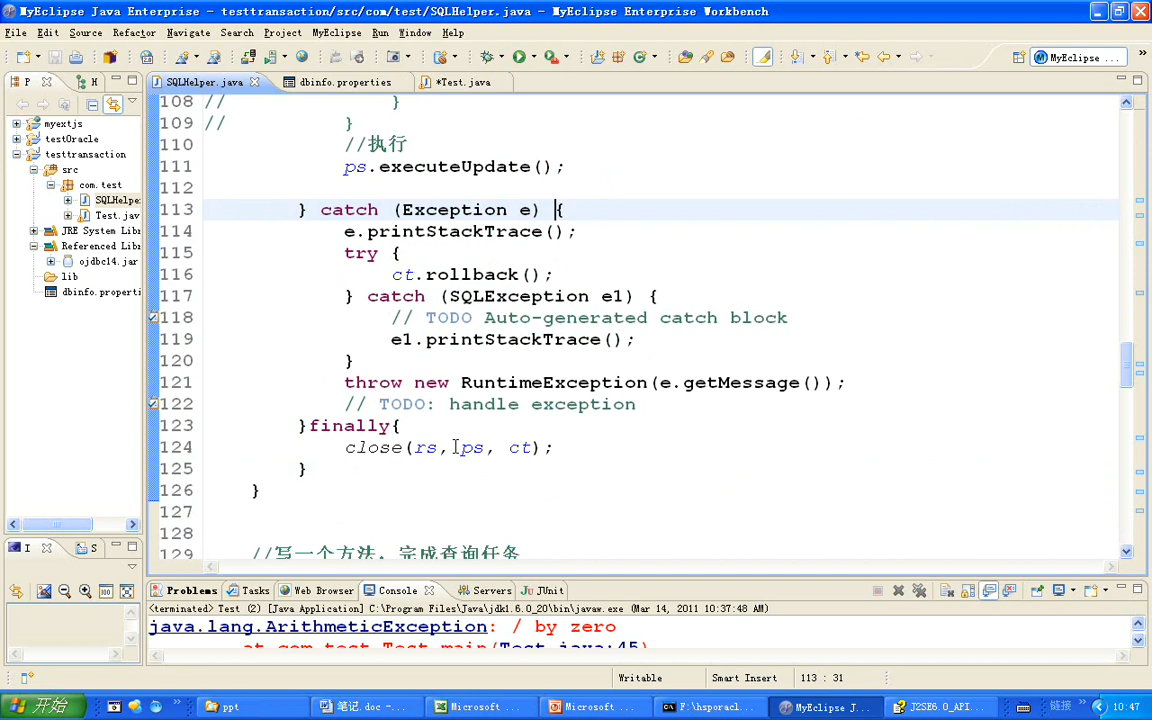 MyEclipse Java Enterprise - testtransaction/src/com/test/SQLHelper.java - MyEclipse Enterprise Workbench
File Edit Source Refactor Navigate Search Project MyEclipse Run Window Help
MyEclipse J...
P H
SQLHelper.java dbinfo.properties *Test.java
myextjs
testOracle
testtransaction
src
com.test
SQLHelpe
Test.jav
JRE System Lib
Referenced Lib
ojdbc14.jar
lib
dbinfo.properti
108 // }
109 // }
110 //执行
111 ps.executeUpdate();
112
113 } catch (Exception e) {
114 e.printStackTrace();
115 try {
116 ct.rollback();
117 } catch (SQLException e1) {
118 // TODO Auto-generated catch block
119 e1.printStackTrace();
120 }
121 throw new RuntimeException(e.getMessage());
122 // TODO: handle exception
123 }finally{
124 close(rs, ps, ct);
125 }
126 }
127
128
129 //写一个方法，完成查询任务
I S
Problems Tasks Web Browser Console Servers JUnit
<terminated> Test (2) [Java Application] C:\Program Files\Java\jdk1.6.0_20\bin\javaw.exe (Mar 14, 2011 10:37:48 AM)
java.lang.ArithmeticException: / by zero
at com.test.Test.main(Test.java:45)
Writable Smart Insert 113 : 31
开始 ppt 笔记.doc -... Microsoft ... Microsoft ... F:\hsporacl... MyEclipse J... J2SE6.0_API... 链接 10:47